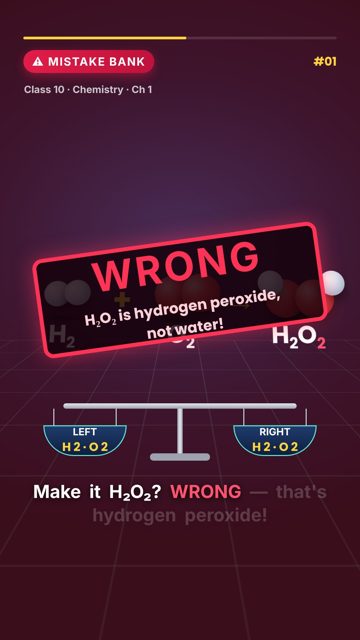 ⚠ MISTAKE BANK
#01
Class 10 · Chemistry · Ch 1
WRONG
H₂O₂ is hydrogen peroxide,
not water!
H₂
O₂
H₂O₂
LEFT
H2·O2
RIGHT
H2·O2
Make it H₂O₂? WRONG — that's
hydrogen peroxide!